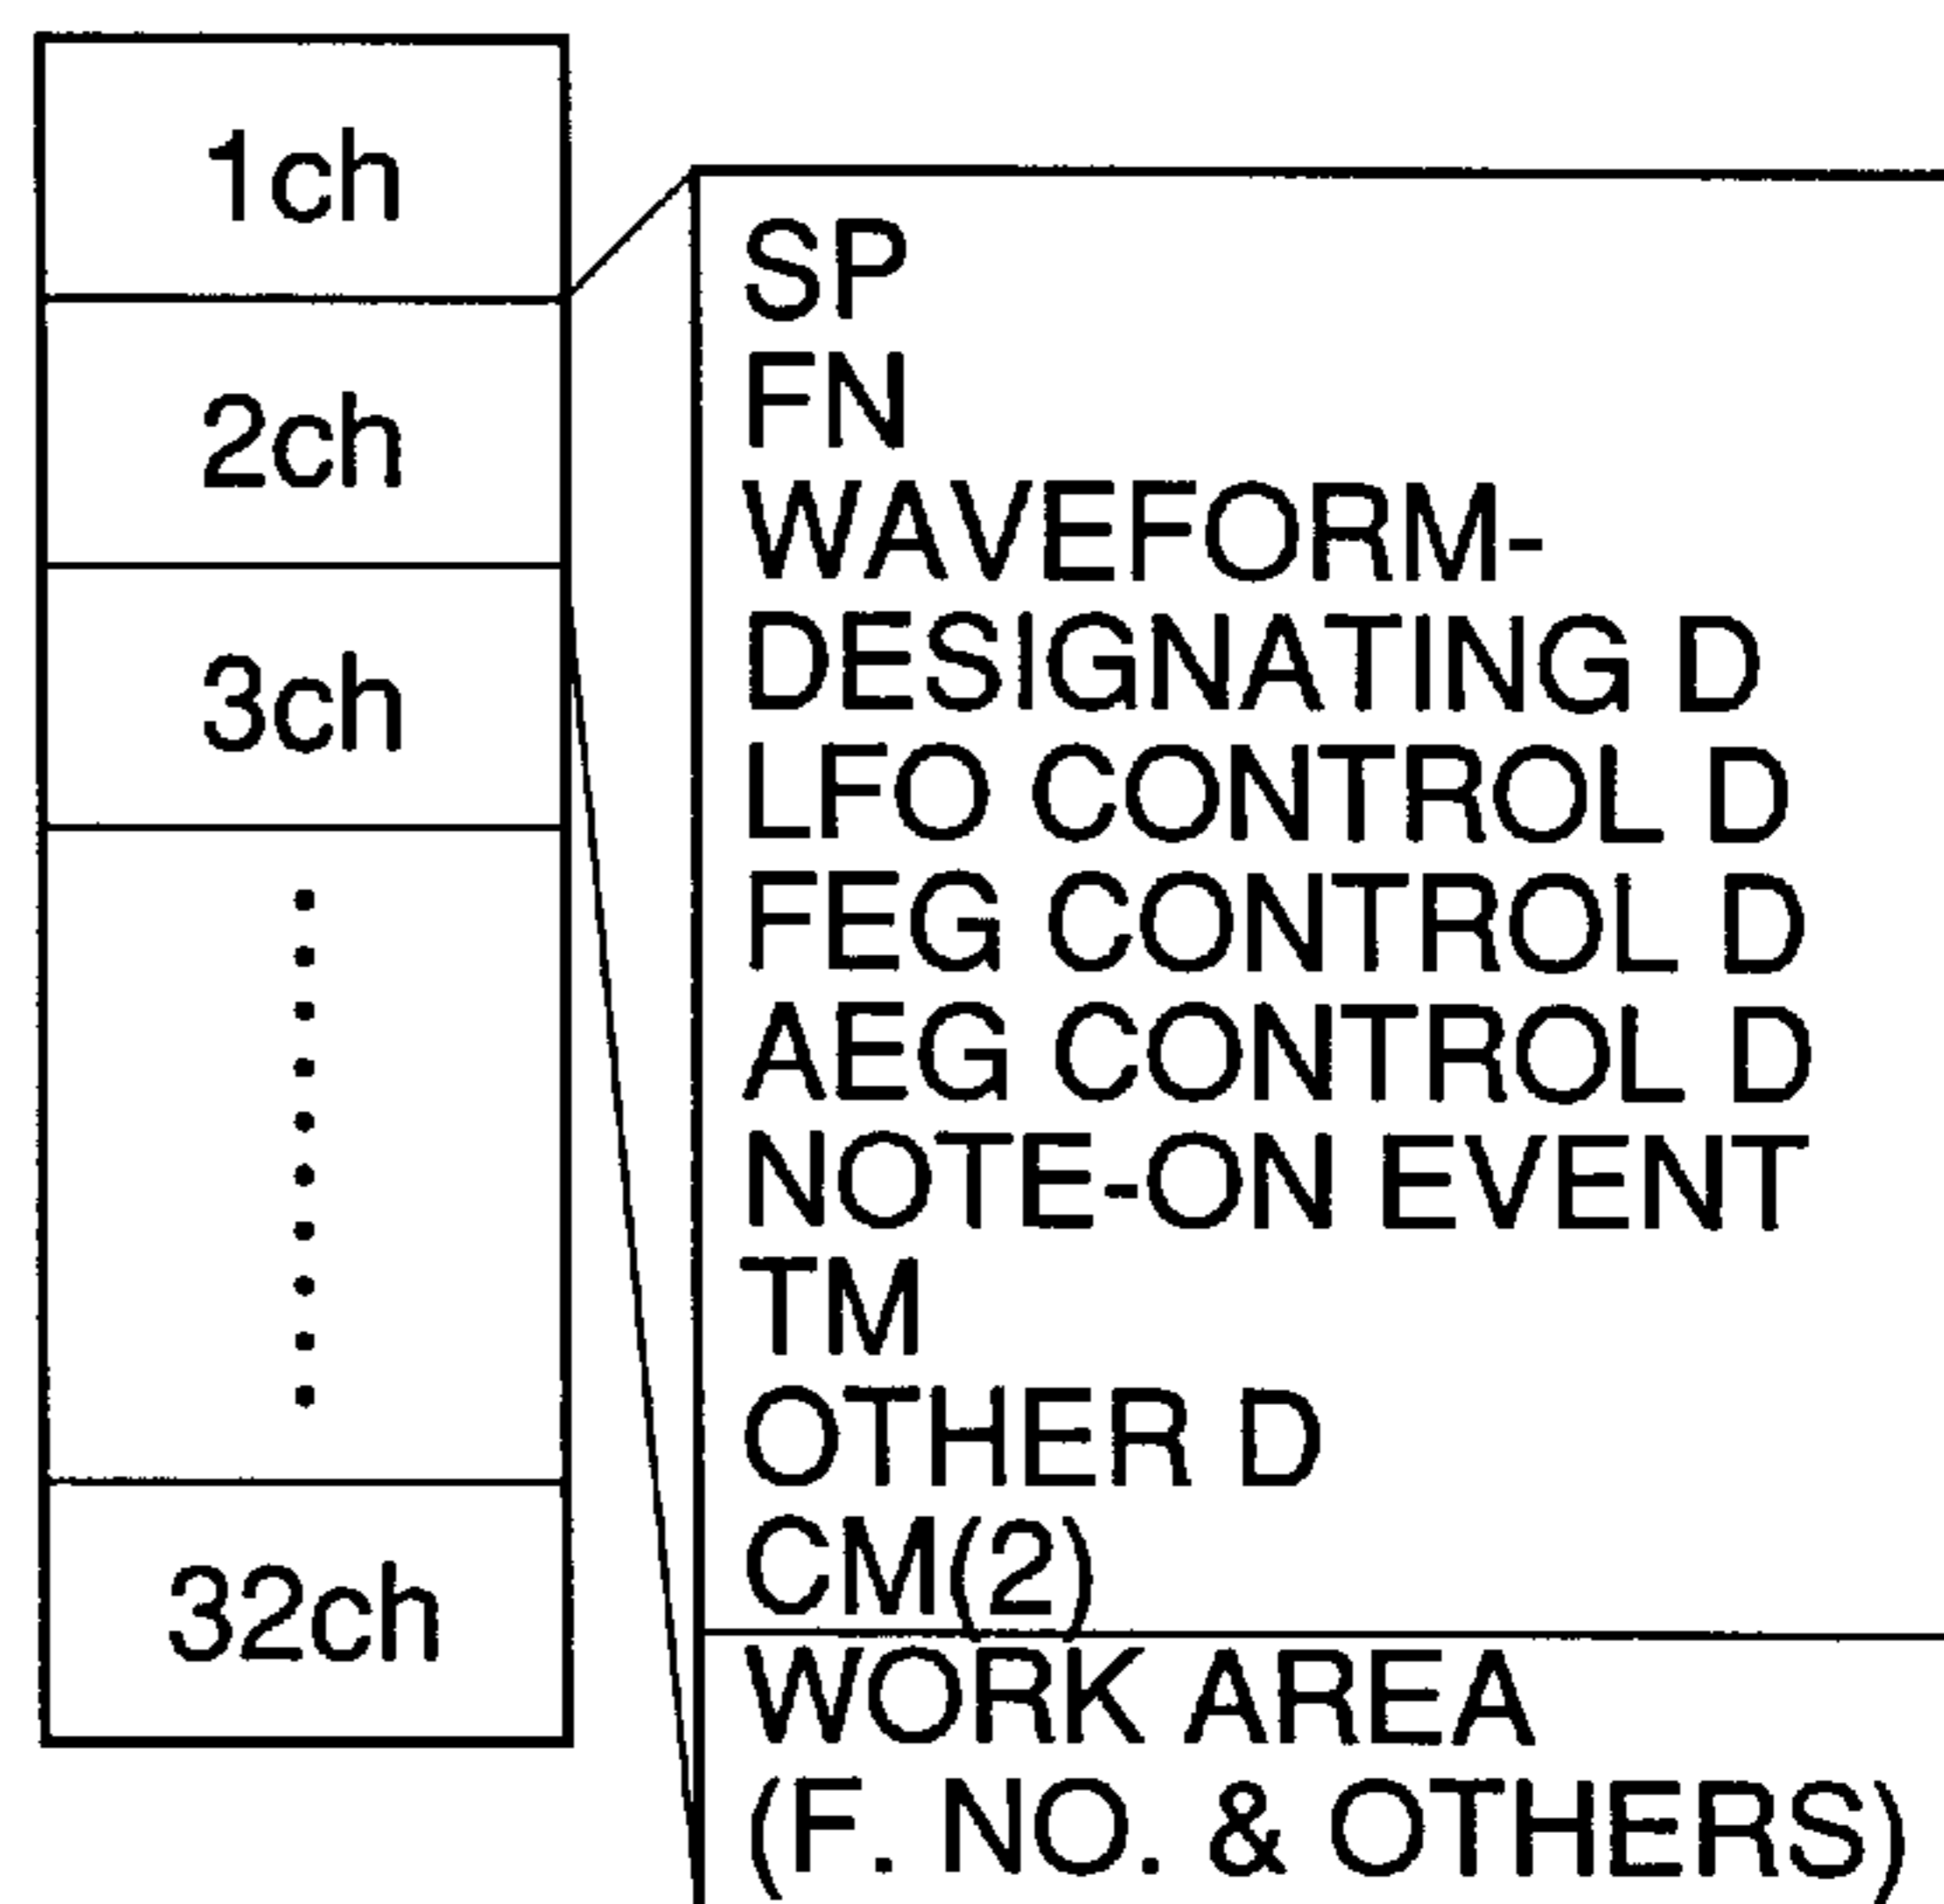 1ch
2ch
3ch
32ch
SP
FN
WAVEFORM-
DESIGNATING D
LFO CONTROL D
FEG CONTROL D
AEG CONTROL D
NOTE-ON EVENT
TM
OTHER D
CM(2)
WORK AREA
(F. NO. & OTHERS)